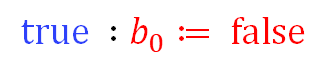 true : b₀ := false